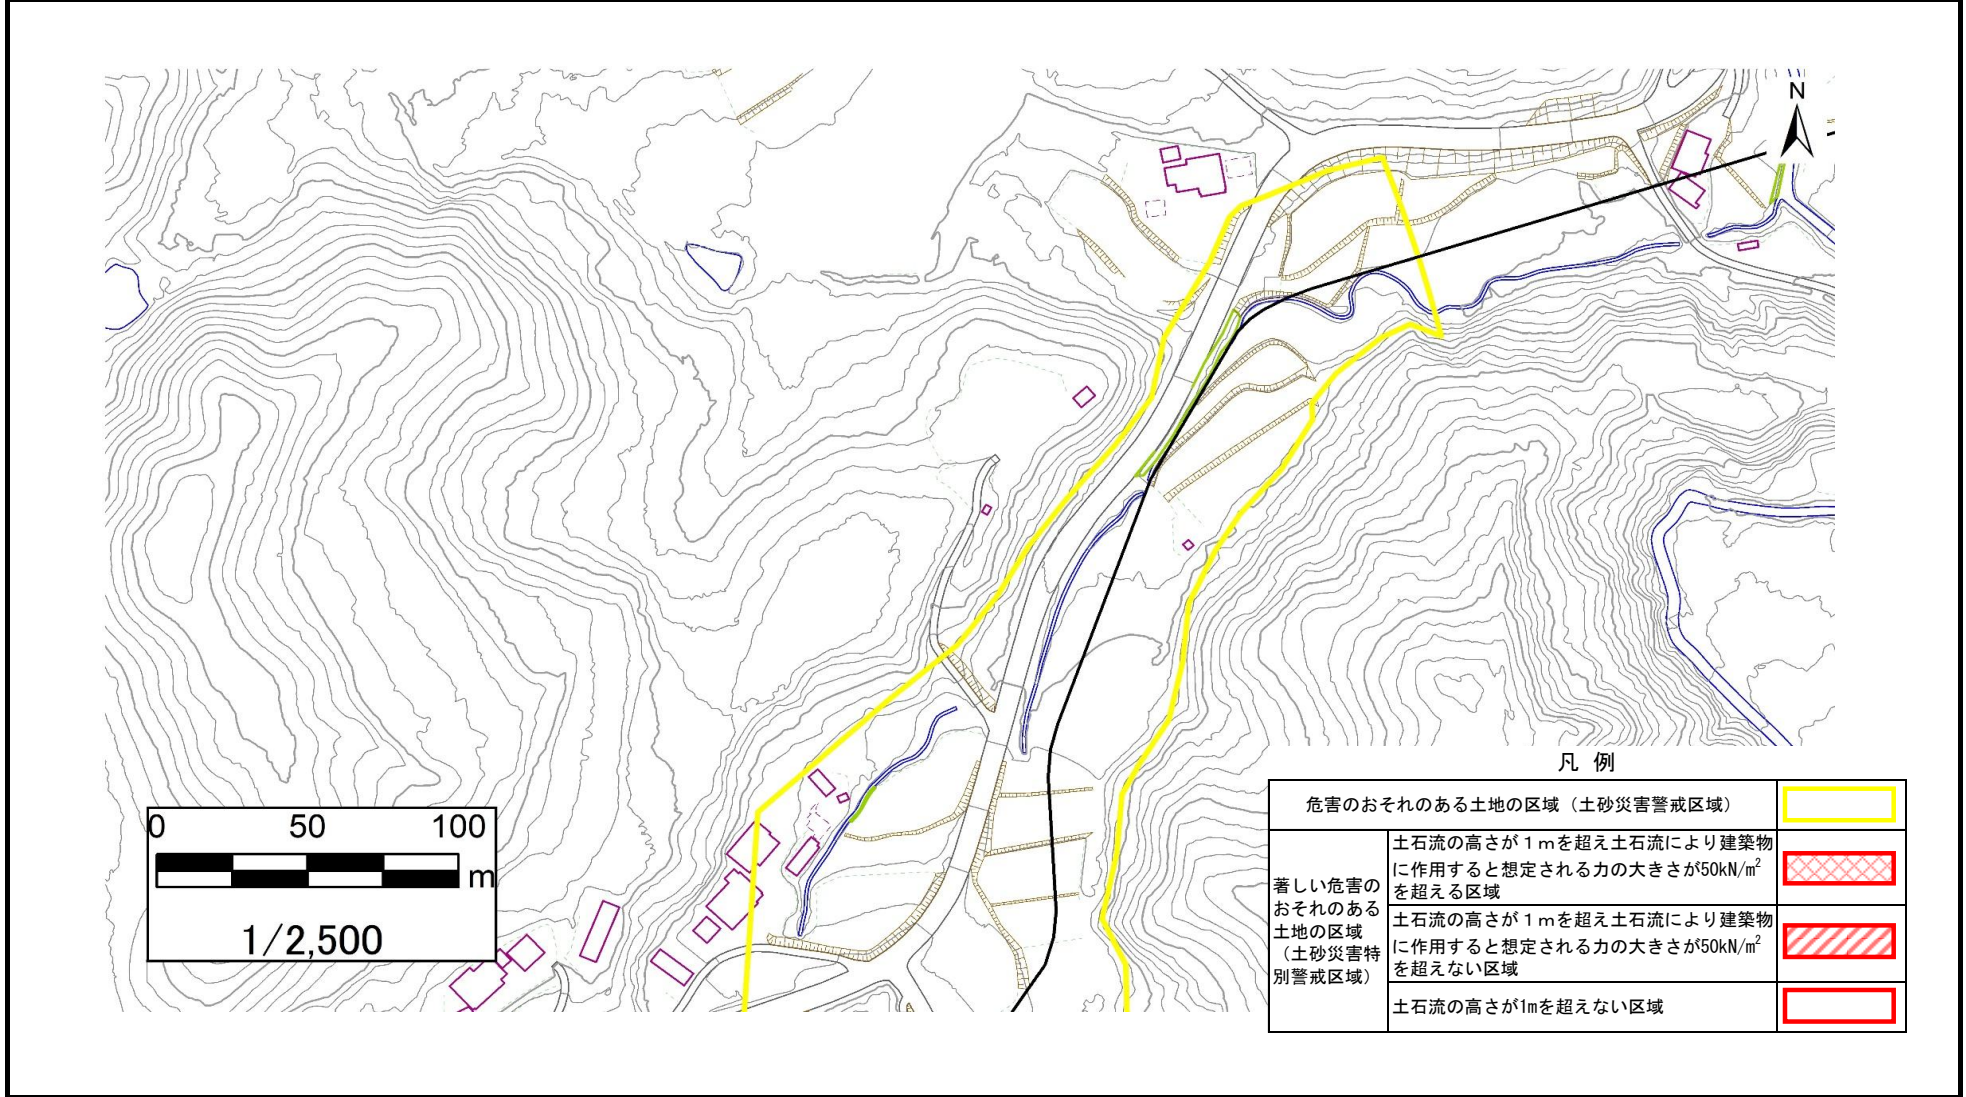 N
0 50 100
m
1/2,500
凡 例
危害のおそれのある土地の区域（土砂災害警戒区域）
著しい危害の
おそれのある
土地の区域
（土砂災害特
別警戒区域）
土石流の高さが１ｍを超え土石流により建築物
に作用すると想定される力の大きさが50kN/m²
を超える区域
土石流の高さが１ｍを超え土石流により建築物
に作用すると想定される力の大きさが50kN/m²
を超えない区域
土石流の高さが1mを超えない区域